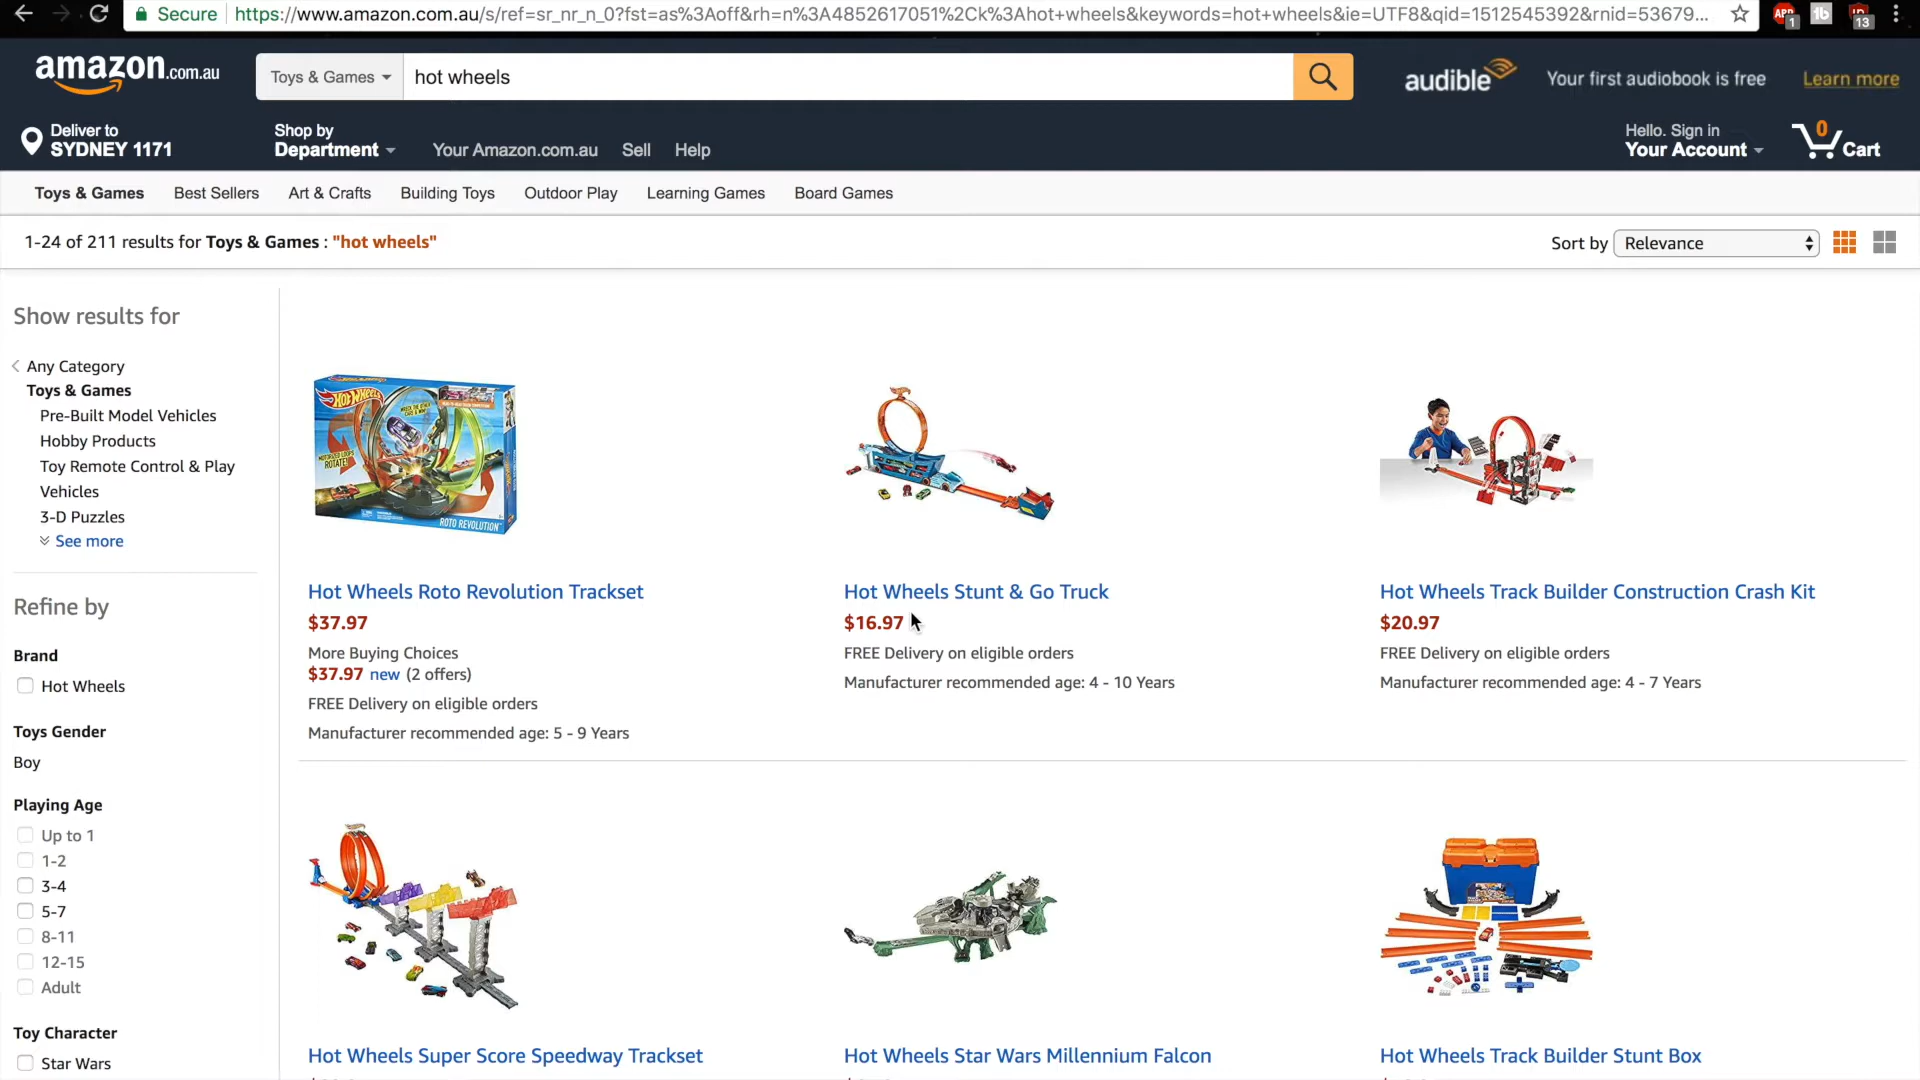 Secure https://www.amazon.com.au/s/ref=sr_nr_n_0?fst=as%3Aoff&rh=n%3A4852617051%2Ck%3Ahot+wheels&keywords=hot+wheels&ie=UTF8&qid=1512545392&rnid=53679...
ABP 1
tb
13
amazon.com.au
Toys & Games
hot wheels
audible
Your first audiobook is free
Learn more
Deliver to
SYDNEY 1171
Shop by
Department
Your Amazon.com.au
Sell
Help
Hello. Sign in
Your Account
0
Cart
Toys & Games
Best Sellers
Art & Crafts
Building Toys
Outdoor Play
Learning Games
Board Games
1-24 of 211 results for Toys & Games : "hot wheels"
Sort by Relevance
Show results for
Any Category
Toys & Games
Pre-Built Model Vehicles
Hobby Products
Toy Remote Control & Play
Vehicles
3-D Puzzles
See more
Refine by
Brand
Hot Wheels
Toys Gender
Boy
Playing Age
Up to 1
1-2
3-4
5-7
8-11
12-15
Adult
Toy Character
Star Wars
HOT WHEELS
MOTORIZED LOOPS
ROTATE!
ROTO REVOLUTION
Hot Wheels Roto Revolution Trackset
$37.97
More Buying Choices
$37.97 new (2 offers)
FREE Delivery on eligible orders
Manufacturer recommended age: 5 - 9 Years
Hot Wheels Stunt & Go Truck
$16.97
FREE Delivery on eligible orders
Manufacturer recommended age: 4 - 10 Years
Hot Wheels Track Builder Construction Crash Kit
$20.97
FREE Delivery on eligible orders
Manufacturer recommended age: 4 - 7 Years
Hot Wheels Super Score Speedway Trackset
Hot Wheels Star Wars Millennium Falcon
Hot Wheels Track Builder Stunt Box